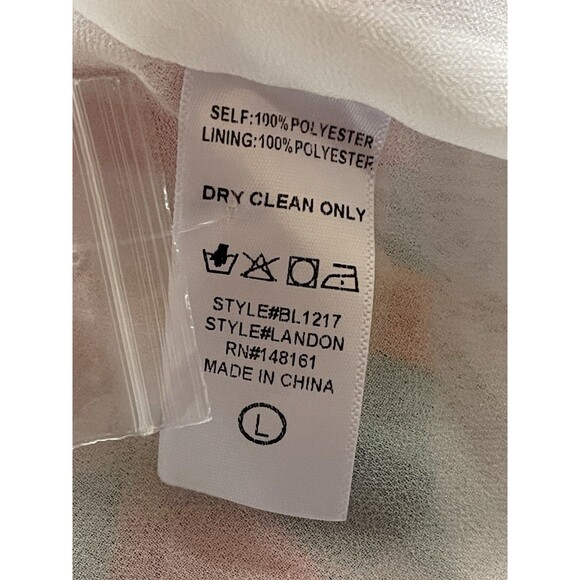 SELF:100%POLYESTER
LINING:100%POLYESTER
DRY CLEAN ONLY
STYLE#BL1217
STYLE#LANDON
RN#148161
MADE IN CHINA
L